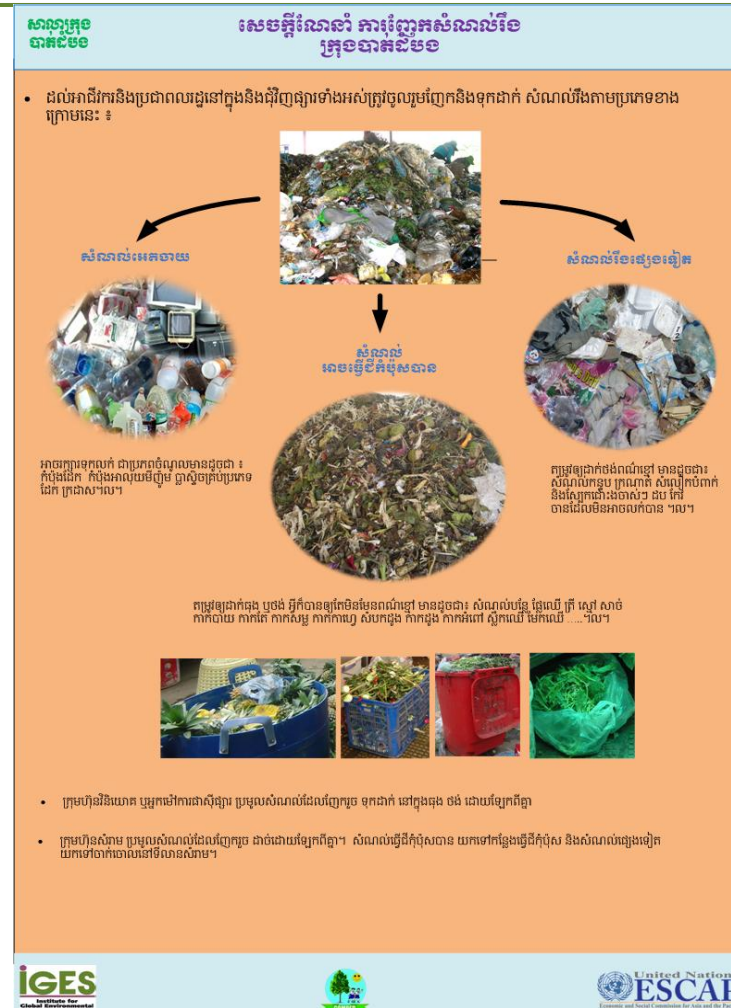 សាលាក្រុង
បាត់ដំបង
សេចក្តីណែនាំ ការញែកសំណល់រឹង
ក្រុងបាត់ដំបង
• ដល់អាជីវករនិងប្រជាពលរដ្ឋនៅក្នុងនិងជុំវិញផ្សារទាំងអស់ត្រូវចូលរួមញែកនិងទុកដាក់ សំណល់រឹងតាមប្រភេទខាង
ក្រោមនេះ ៖
សំណល់អេតចាយ
សំណល់រឹងផ្សេងទៀត
សំណល់
អាចធ្វើជីកំប៉ុសបាន
អាចរក្សាទុកលក់ ជាប្រភពចំណូលមានដូចជា ៖
កំប៉ុងដែក កំប៉ុងអាលុយមីញ៉ូម ប្លាស្ទិចគ្រប់ប្រភេទ
ដែក ក្រដាស។ល។
តម្រូវឲ្យដាក់ថង់ពណ៌ខ្មៅ មានដូចជា៖
សំណល់កន្ទប ក្រណាត់ សំលៀកបំពាក់
និងស្បែកជើងចាស់ៗ ដប កែវ
ចានដែលមិនអាចលក់បាន ។ល។
តម្រូវឲ្យដាក់ធុង ឬថង់ អ្វីក៏បានឲ្យតែមិនមែនពណ៌ខ្មៅ មានដូចជា៖ សំណល់បន្លែ ផ្លែឈើ ត្រី ស្មៅ សាច់
កាកបាយ កាកតែ កាកសម្ល កាកកាហ្វេ សំបកដូង កាកដូង កាកអំពៅ ស្លឹកឈើ មែកឈើ .....។ល។
• ក្រុមហ៊ុនវិនិយោគ ឬអ្នកម៉ៅការផាស៊ីផ្សារ ប្រមូលសំណល់ដែលញែករួច ទុកដាក់ នៅក្នុងធុង ថង់ ដោយឡែកពីគ្នា
• ក្រុមហ៊ុនសំរាម ប្រមូលសំណល់ដែលញែករួច ដាច់ដោយឡែកពីគ្នា។ សំណល់ធ្វើជីកុំប៉ុសបាន យកទៅកន្លែងធ្វើជីកុំប៉ុស និងសំណល់ផ្សេងទៀត
យកទៅចាក់ចោលនៅទីលានសំរាម។
IGES
Institute for
Global Environmental
United Nation
ESCAP
Economic and Social Commission for Asia and the Pac